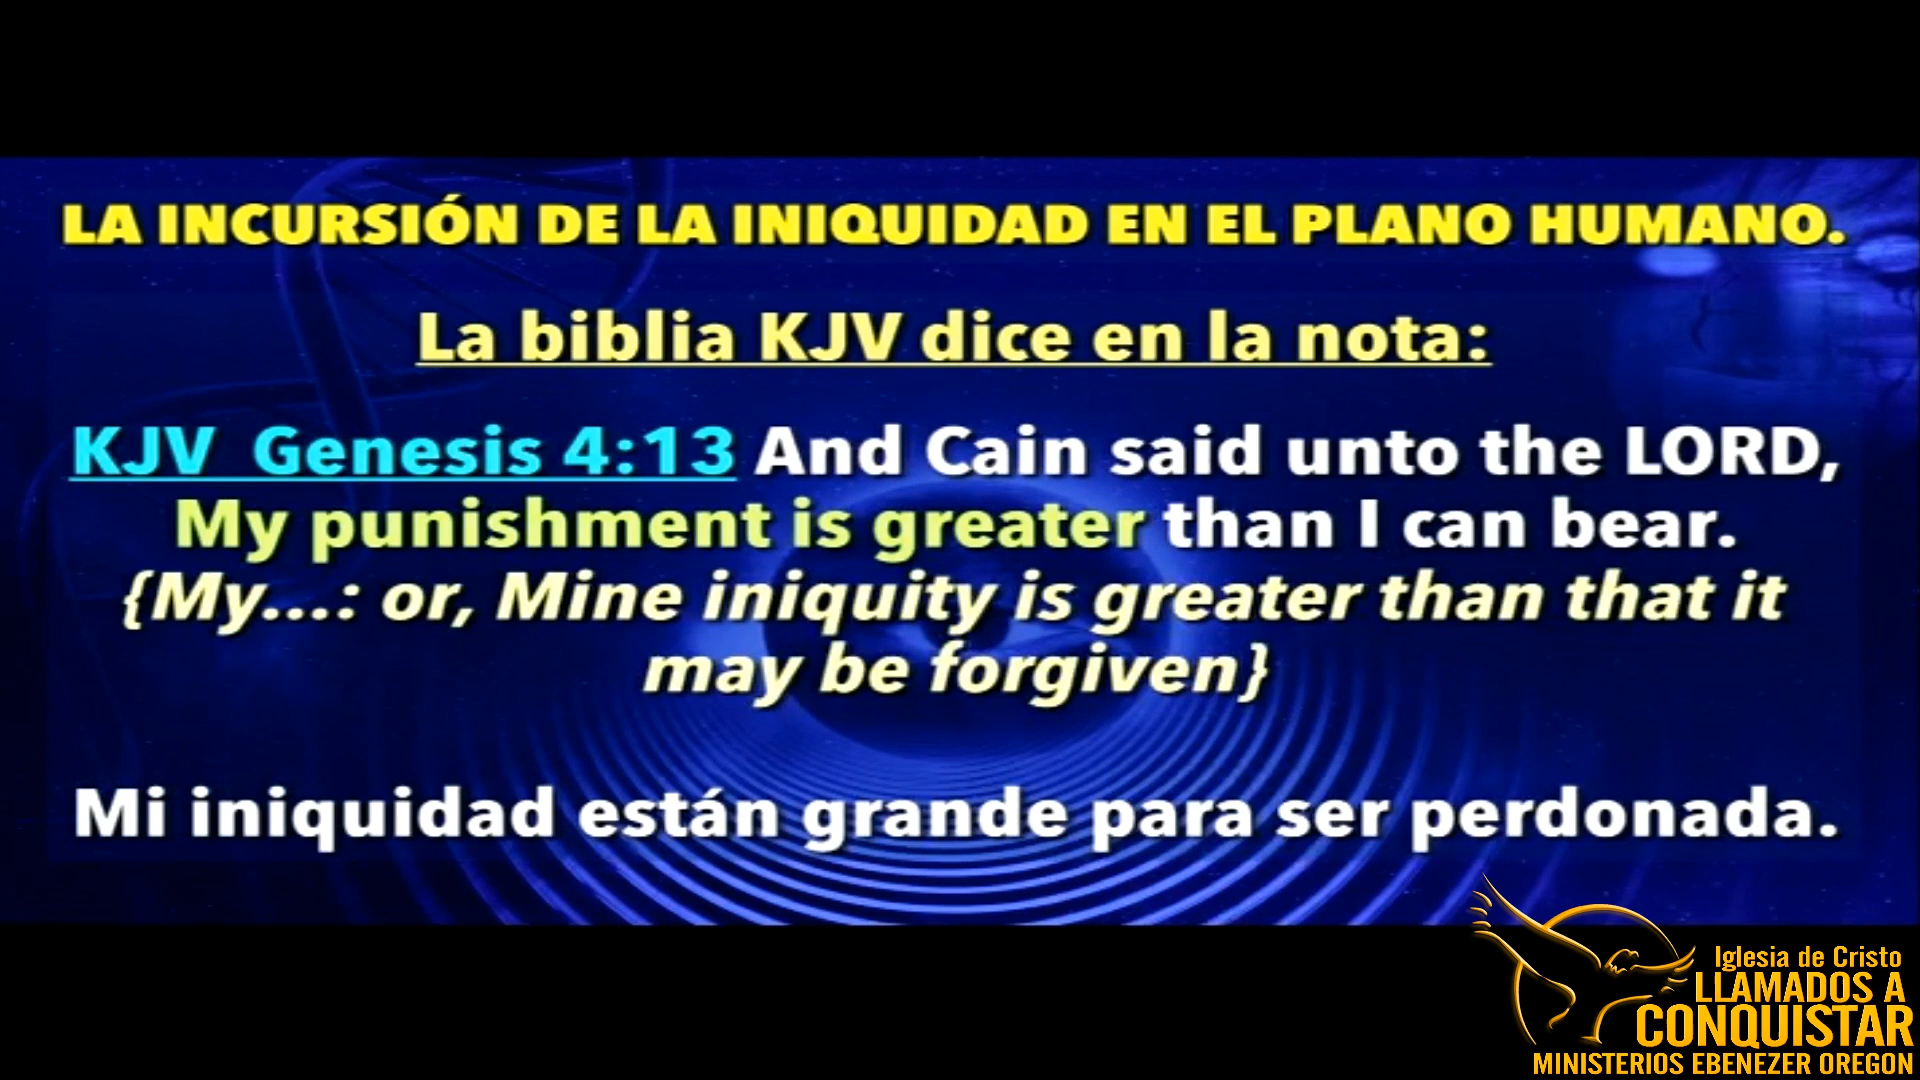 LA INCURSIÓN DE LA INIQUIDAD EN EL PLANO HUMANO.
La biblia KJV dice en la nota:
KJV  Genesis 4:13 And Cain said unto the LORD,
My punishment is greater than I can bear.
{My...: or, Mine iniquity is greater than that it
may be forgiven}
Mi iniquidad están grande para ser perdonada.
Iglesia de Cristo
LLAMADOS A
CONQUISTAR
MINISTERIOS EBENEZER OREGON